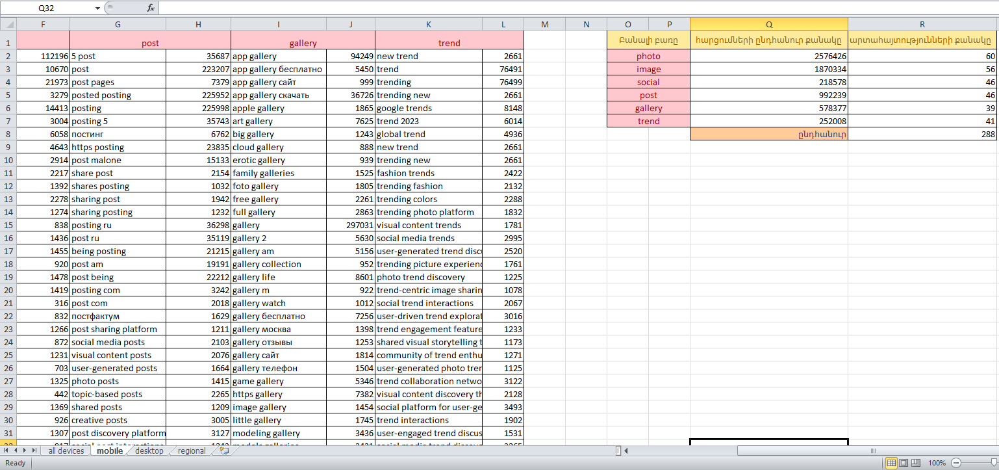 Q32 fx
F G H I J K L M N O P Q R
1 post gallery trend Բանալի բառը հարցումների ընդհանուր քանակը արտահայտությունների քանակը
2 112196 5 post 35687 app gallery 94249 new trend 2661 photo 2576426 60
3 10670 post 223207 app gallery бесплатно 5450 trend 76491 image 1870334 56
4 21973 post pages 7379 app gallery сайт 999 trending 76499 social 218578 46
5 3279 posted posting 225952 app gallery скачать 36726 trending new 2661 post 992239 46
6 14413 posting 225998 apple gallery 1865 google trends 8148 gallery 578377 39
7 3004 posting 5 35743 art gallery 7625 trend 2023 6014 trend 252008 41
8 6058 постинг 6762 big gallery 1243 global trend 4936 ընդհանուր 288
9 4643 https posting 23835 cloud gallery 888 new trend 2661
10 2914 post malone 15133 erotic gallery 939 trending new 2661
11 2217 share post 2154 family galleries 1525 fashion trends 2422
12 1392 shares posting 1032 foto gallery 1805 trending fashion 2132
13 2278 sharing post 1942 free gallery 2261 trending colors 2288
14 1274 sharing posting 1232 full gallery 2863 trending photo platform 1832
15 838 posting ru 36298 gallery 297031 visual content trends 1781
16 1436 post ru 35119 gallery 2 5630 social media trends 2995
17 1455 being posting 21215 gallery am 5156 user-generated trend discu 2520
18 920 post am 19191 gallery collection 952 trending picture experienc 1761
19 1478 post being 22212 gallery life 8601 photo trend discovery 1225
20 1419 posting com 3242 gallery m 922 trend-centric image sharin 1078
21 316 post com 2018 gallery watch 1012 social trend interactions 2067
22 832 постфактум 1629 gallery бесплатно 7256 user-driven trend explorat 3016
23 1266 post sharing platform 1211 gallery москва 1398 trend engagement feature 1233
24 872 social media posts 2103 gallery отзывы 1253 shared visual storytelling t 1173
25 1231 visual content posts 2076 gallery сайт 1814 community of trend enthu 1271
26 703 user-generated posts 1664 gallery телефон 1504 user-generated photo tren 1125
27 1325 photo posts 1415 game gallery 5346 trend collaboration netwo 3122
28 442 topic-based posts 2265 https gallery 7382 visual content discovery th 2128
29 1369 shared posts 1209 image gallery 1454 social platform for user-ge 3493
30 926 creative posts 3005 little gallery 1745 trend interactions 1902
31 1307 post discovery platform 3127 modeling gallery 3436 user-engaged trend discus 1531
all devices mobile desktop regional
Ready 100%